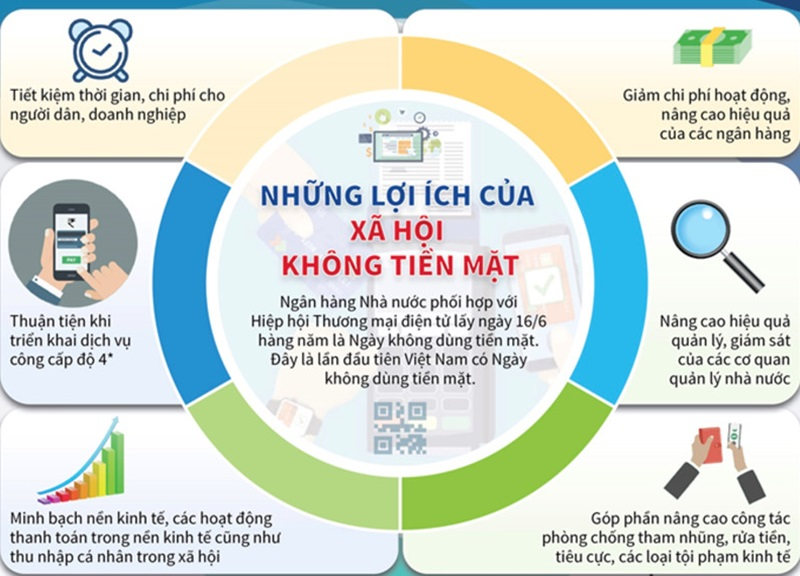 Tiết kiệm thời gian, chi phí cho
người dân, doanh nghiệp
Giảm chi phí hoạt động,
nâng cao hiệu quả
của các ngân hàng
NHỮNG LỢI ÍCH CỦA
XÃ HỘI
KHÔNG TIỀN MẶT
Ngân hàng Nhà nước phối hợp với
Hiệp hội Thương mại điện tử lấy ngày 16/6
hàng năm là Ngày không dùng tiền mặt.
Đây là lần đầu tiên Việt Nam có Ngày
không dùng tiền mặt.
Thuận tiện khi
triển khai dịch vụ
công cấp độ 4*
Nâng cao hiệu quả
quản lý, giám sát
của các cơ quan
quản lý nhà nước
Minh bạch nền kinh tế, các hoạt động
thanh toán trong nền kinh tế cũng như
thu nhập cá nhân trong xã hội
Góp phần nâng cao công tác
phòng chống tham nhũng, rửa tiền,
tiêu cực, các loại tội phạm kinh tế